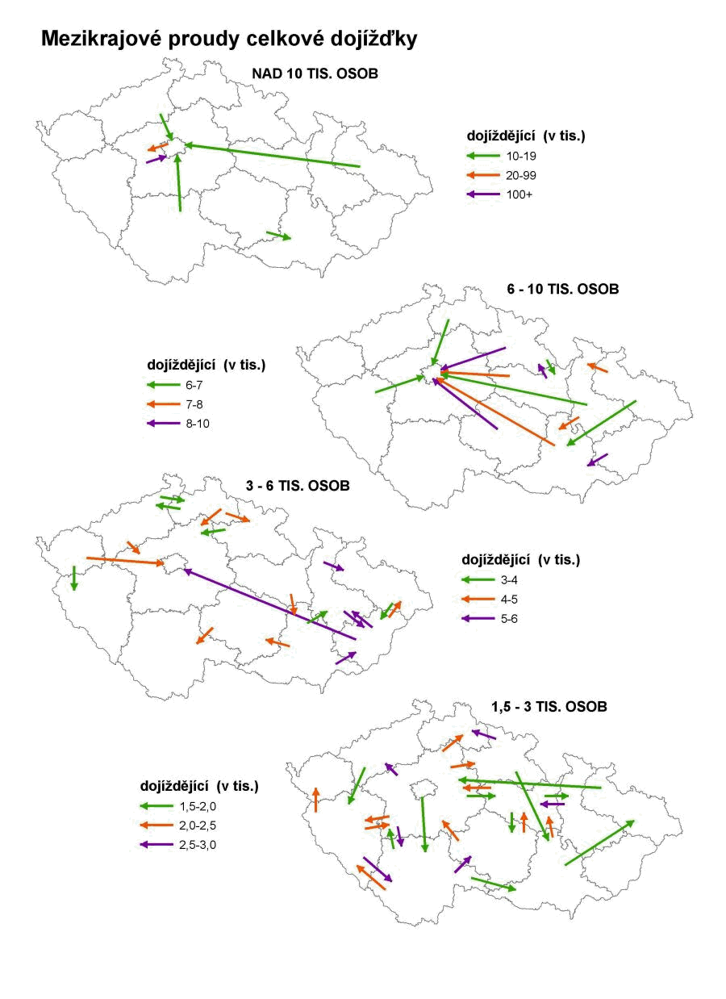 Mezikrajové proudy celkové dojížďky
NAD 10 TIS. OSOB
dojíždějící (v tis.)
10-19
20-99
100+
6 - 10 TIS. OSOB
dojíždějící (v tis.)
6-7
7-8
8-10
3 - 6 TIS. OSOB
dojíždějící (v tis.)
3-4
4-5
5-6
1,5 - 3 TIS. OSOB
dojíždějící (v tis.)
1,5-2,0
2,0-2,5
2,5-3,0